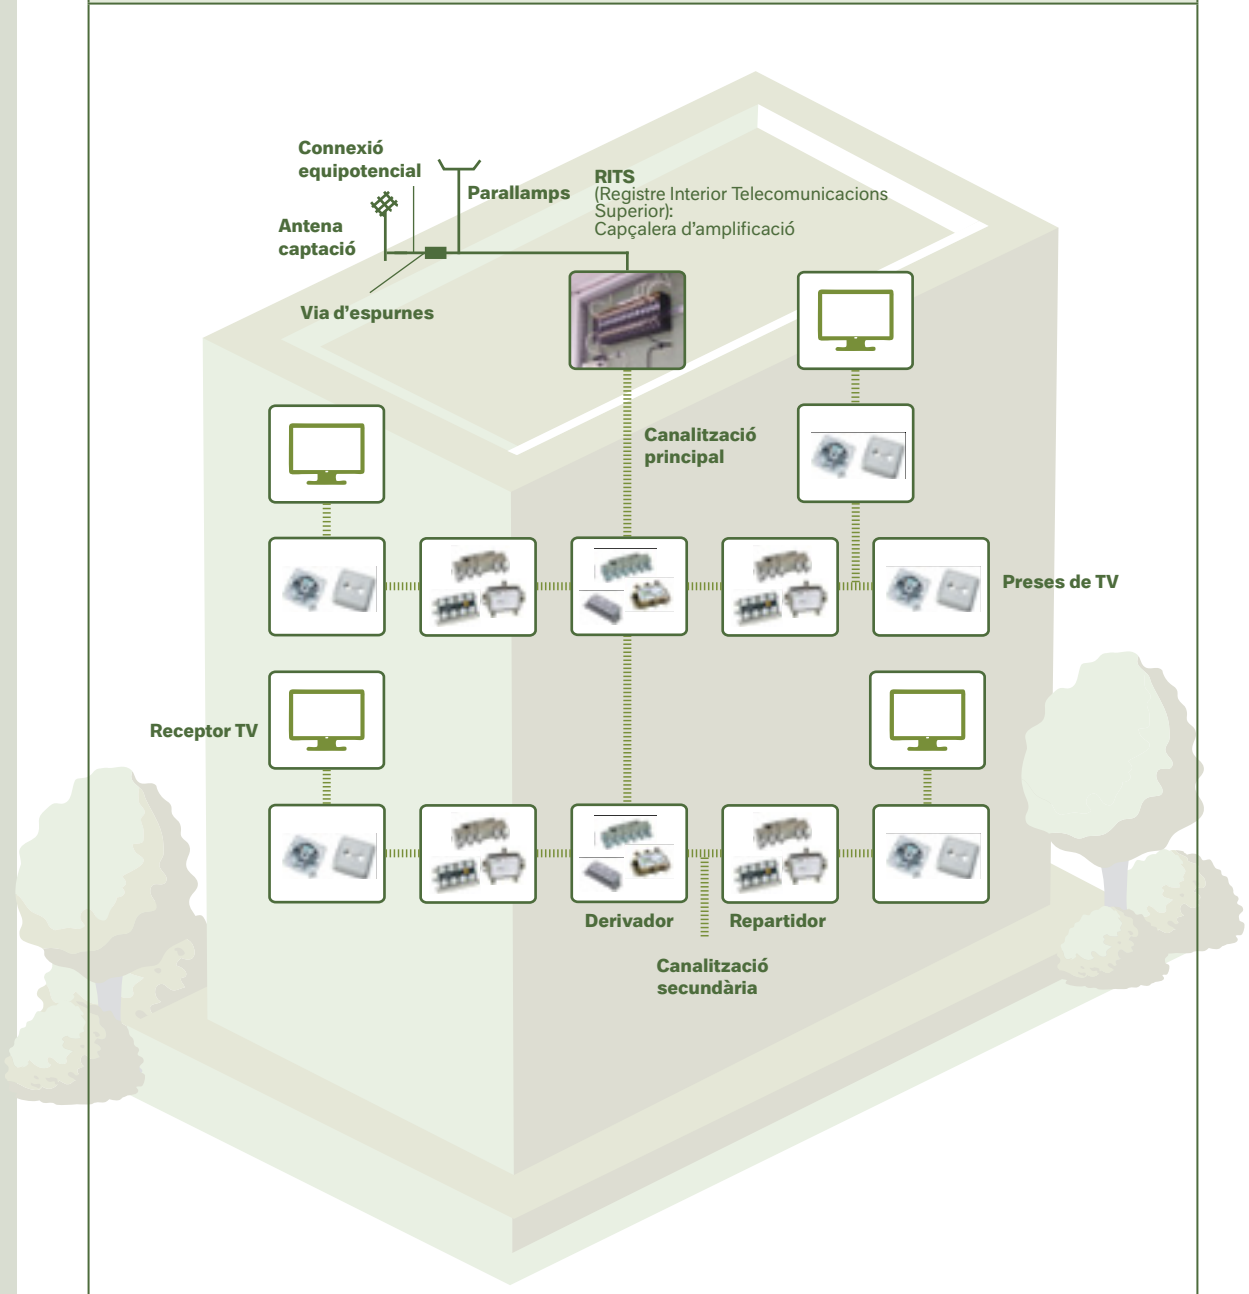 Connexió
equipotencial
Parallamps
RITS
(Registre Interior Telecomunicacions
Superior):
Capçalera d'amplificació
Antena
captació
Via d'espurnes
Canalització
principal
Preses de TV
Receptor TV
Derivador
Repartidor
Canalització
secundària